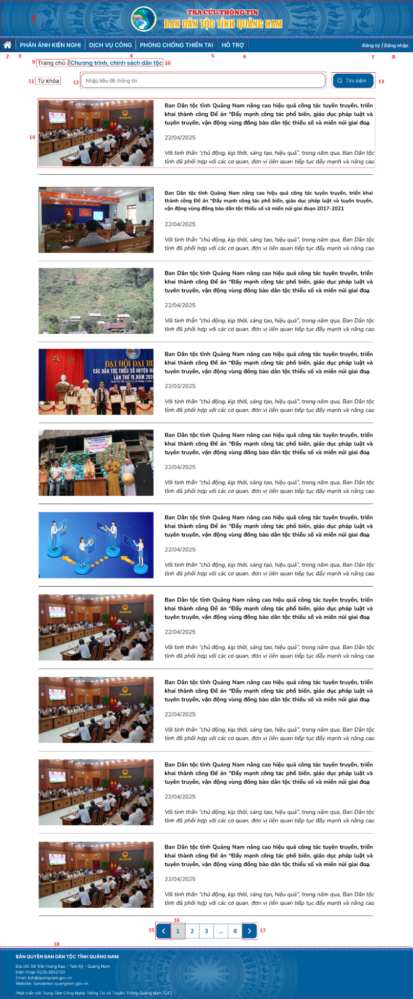 1
TRA CỨU THÔNG TIN
BAN DÂN TỘC TỈNH QUẢNG NAM
PHẢN ÁNH KIẾN NGHỊ DỊCH VỤ CÔNG PHÒNG CHỐNG THIÊN TAI HỖ TRỢ Đăng ký | Đăng nhập
2 3 4 5 6 7 8
9 Trang chủ / Chương trình, chính sách dân tộc 10
11 Từ khóa 12 Nhập tiêu đề thông tin Tìm kiếm 13
14
Ban Dân tộc tỉnh Quảng Nam nâng cao hiệu quả công tác tuyên truyền, triển
khai thành công Đề án “Đẩy mạnh công tác phổ biến, giáo dục pháp luật và
tuyên truyền, vận động vùng đồng bào dân tộc thiểu số và miền núi giai đoạ
22/04/2025
Với tinh thần “chủ động, kịp thời, sáng tạo, hiệu quả”, trong năm qua, Ban Dân tộc
tỉnh đã phối hợp với các cơ quan, đơn vị liên quan tiếp tục đẩy mạnh và nâng cao
Ban Dân tộc tỉnh Quảng Nam nâng cao hiệu quả công tác tuyên truyền, triển khai
thành công Đề án “Đẩy mạnh công tác phổ biến, giáo dục pháp luật và tuyên truyền,
vận động vùng đồng bào dân tộc thiểu số và miền núi giai đoạn 2017-2021
22/04/2025
Với tinh thần “chủ động, kịp thời, sáng tạo, hiệu quả”, trong năm qua, Ban Dân tộc
tỉnh đã phối hợp với các cơ quan, đơn vị liên quan tiếp tục đẩy mạnh và nâng cao
Ban Dân tộc tỉnh Quảng Nam nâng cao hiệu quả công tác tuyên truyền, triển
khai thành công Đề án “Đẩy mạnh công tác phổ biến, giáo dục pháp luật và
tuyên truyền, vận động vùng đồng bào dân tộc thiểu số và miền núi giai đoạ
22/04/2025
Với tinh thần “chủ động, kịp thời, sáng tạo, hiệu quả”, trong năm qua, Ban Dân tộc
tỉnh đã phối hợp với các cơ quan, đơn vị liên quan tiếp tục đẩy mạnh và nâng cao
ĐẠI HỘI ĐẠI BI
CÁC DÂN TỘC THIỂU SỐ HUYỆN NA
LẦN THỨ IV, NĂM 2024
Ban Dân tộc tỉnh Quảng Nam nâng cao hiệu quả công tác tuyên truyền, triển
khai thành công Đề án “Đẩy mạnh công tác phổ biến, giáo dục pháp luật và
tuyên truyền, vận động vùng đồng bào dân tộc thiểu số và miền núi giai đoạ
22/03/2025
Với tinh thần “chủ động, kịp thời, sáng tạo, hiệu quả”, trong năm qua, Ban Dân tộc
tỉnh đã phối hợp với các cơ quan, đơn vị liên quan tiếp tục đẩy mạnh và nâng cao
Ban Dân tộc tỉnh Quảng Nam nâng cao hiệu quả công tác tuyên truyền, triển
khai thành công Đề án “Đẩy mạnh công tác phổ biến, giáo dục pháp luật và
tuyên truyền, vận động vùng đồng bào dân tộc thiểu số và miền núi giai đoạ
22/04/2025
Với tinh thần “chủ động, kịp thời, sáng tạo, hiệu quả”, trong năm qua, Ban Dân tộc
tỉnh đã phối hợp với các cơ quan, đơn vị liên quan tiếp tục đẩy mạnh và nâng cao
Ban Dân tộc tỉnh Quảng Nam nâng cao hiệu quả công tác tuyên truyền, triển
khai thành công Đề án “Đẩy mạnh công tác phổ biến, giáo dục pháp luật và
tuyên truyền, vận động vùng đồng bào dân tộc thiểu số và miền núi giai đoạ
22/04/2025
Với tinh thần “chủ động, kịp thời, sáng tạo, hiệu quả”, trong năm qua, Ban Dân tộc
tỉnh đã phối hợp với các cơ quan, đơn vị liên quan tiếp tục đẩy mạnh và nâng cao
Ban Dân tộc tỉnh Quảng Nam nâng cao hiệu quả công tác tuyên truyền, triển
khai thành công Đề án “Đẩy mạnh công tác phổ biến, giáo dục pháp luật và
tuyên truyền, vận động vùng đồng bào dân tộc thiểu số và miền núi giai đoạ
22/04/2025
Với tinh thần “chủ động, kịp thời, sáng tạo, hiệu quả”, trong năm qua, Ban Dân tộc
tỉnh đã phối hợp với các cơ quan, đơn vị liên quan tiếp tục đẩy mạnh và nâng cao
Ban Dân tộc tỉnh Quảng Nam nâng cao hiệu quả công tác tuyên truyền, triển
khai thành công Đề án “Đẩy mạnh công tác phổ biến, giáo dục pháp luật và
tuyên truyền, vận động vùng đồng bào dân tộc thiểu số và miền núi giai đoạ
22/04/2025
Với tinh thần “chủ động, kịp thời, sáng tạo, hiệu quả”, trong năm qua, Ban Dân tộc
tỉnh đã phối hợp với các cơ quan, đơn vị liên quan tiếp tục đẩy mạnh và nâng cao
Ban Dân tộc tỉnh Quảng Nam nâng cao hiệu quả công tác tuyên truyền, triển
khai thành công Đề án “Đẩy mạnh công tác phổ biến, giáo dục pháp luật và
tuyên truyền, vận động vùng đồng bào dân tộc thiểu số và miền núi giai đoạ
22/04/2025
Với tinh thần “chủ động, kịp thời, sáng tạo, hiệu quả”, trong năm qua, Ban Dân tộc
tỉnh đã phối hợp với các cơ quan, đơn vị liên quan tiếp tục đẩy mạnh và nâng cao
Ban Dân tộc tỉnh Quảng Nam nâng cao hiệu quả công tác tuyên truyền, triển
khai thành công Đề án “Đẩy mạnh công tác phổ biến, giáo dục pháp luật và
tuyên truyền, vận động vùng đồng bào dân tộc thiểu số và miền núi giai đoạ
22/04/2025
Với tinh thần “chủ động, kịp thời, sáng tạo, hiệu quả”, trong năm qua, Ban Dân tộc
tỉnh đã phối hợp với các cơ quan, đơn vị liên quan tiếp tục đẩy mạnh và nâng cao
16
15 1 2 3 ... 8 17
18
BẢN QUYỀN BAN DÂN TỘC TỈNH QUẢNG NAM
Địa chỉ: 09 Trần Hưng Đạo - Tam Kỳ - Quảng Nam
Điện thoại: 0235.3852720
Email: bdt@quangnam.gov.vn
Website: bandantoc.quangnam.gov.vn
Phát triển bởi Trung Tâm Công Nghệ Thông Tin và Truyền Thông Quảng Nam (QTI